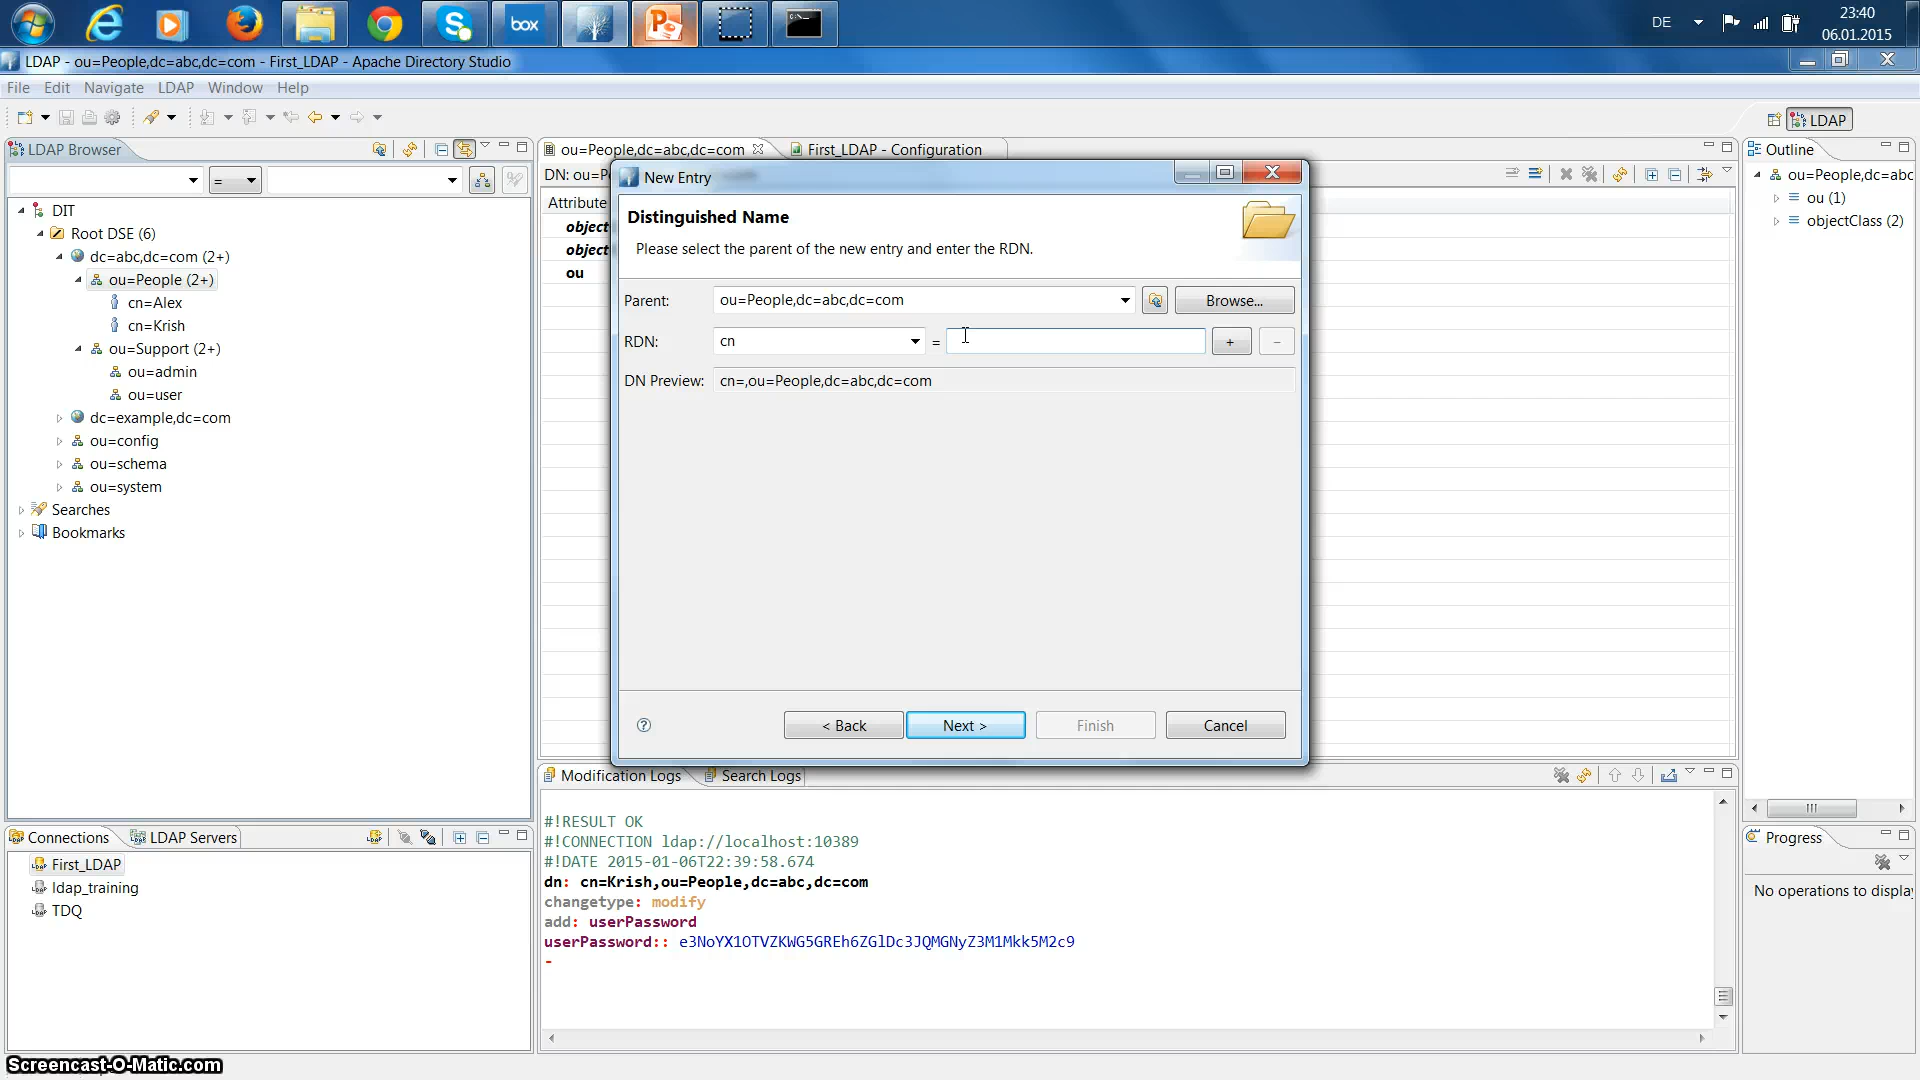 box
DE
23:40
06.01.2015
LDAP - ou=People,dc=abc,dc=com - First_LDAP - Apache Directory Studio
File Edit Navigate LDAP Window Help
LDAP
LDAP Browser
=
DIT
Root DSE (6)
dc=abc,dc=com (2+)
ou=People (2+)
cn=Alex
cn=Krish
ou=Support (2+)
ou=admin
ou=user
dc=example,dc=com
ou=config
ou=schema
ou=system
Searches
Bookmarks
ou=People,dc=abc,dc=com
First_LDAP - Configuration
DN: ou=P
Attribute
object
object
ou
New Entry
Distinguished Name
Please select the parent of the new entry and enter the RDN.
Parent: ou=People,dc=abc,dc=com Browse...
RDN: cn = + -
DN Preview: cn=,ou=People,dc=abc,dc=com
? < Back Next > Finish Cancel
Outline
ou=People,dc=abc
ou (1)
objectClass (2)
Modification Logs Search Logs
#!RESULT OK
#!CONNECTION ldap://localhost:10389
#!DATE 2015-01-06T22:39:58.674
dn: cn=Krish,ou=People,dc=abc,dc=com
changetype: modify
add: userPassword
userPassword:: e3NoYX1OTVZKWG5GREh6ZGlDc3JQMGNyZ3M1Mkk5M2c9
-
Connections LDAP Servers
First_LDAP
ldap_training
TDQ
Progress
No operations to display
Screencast-O-Matic.com